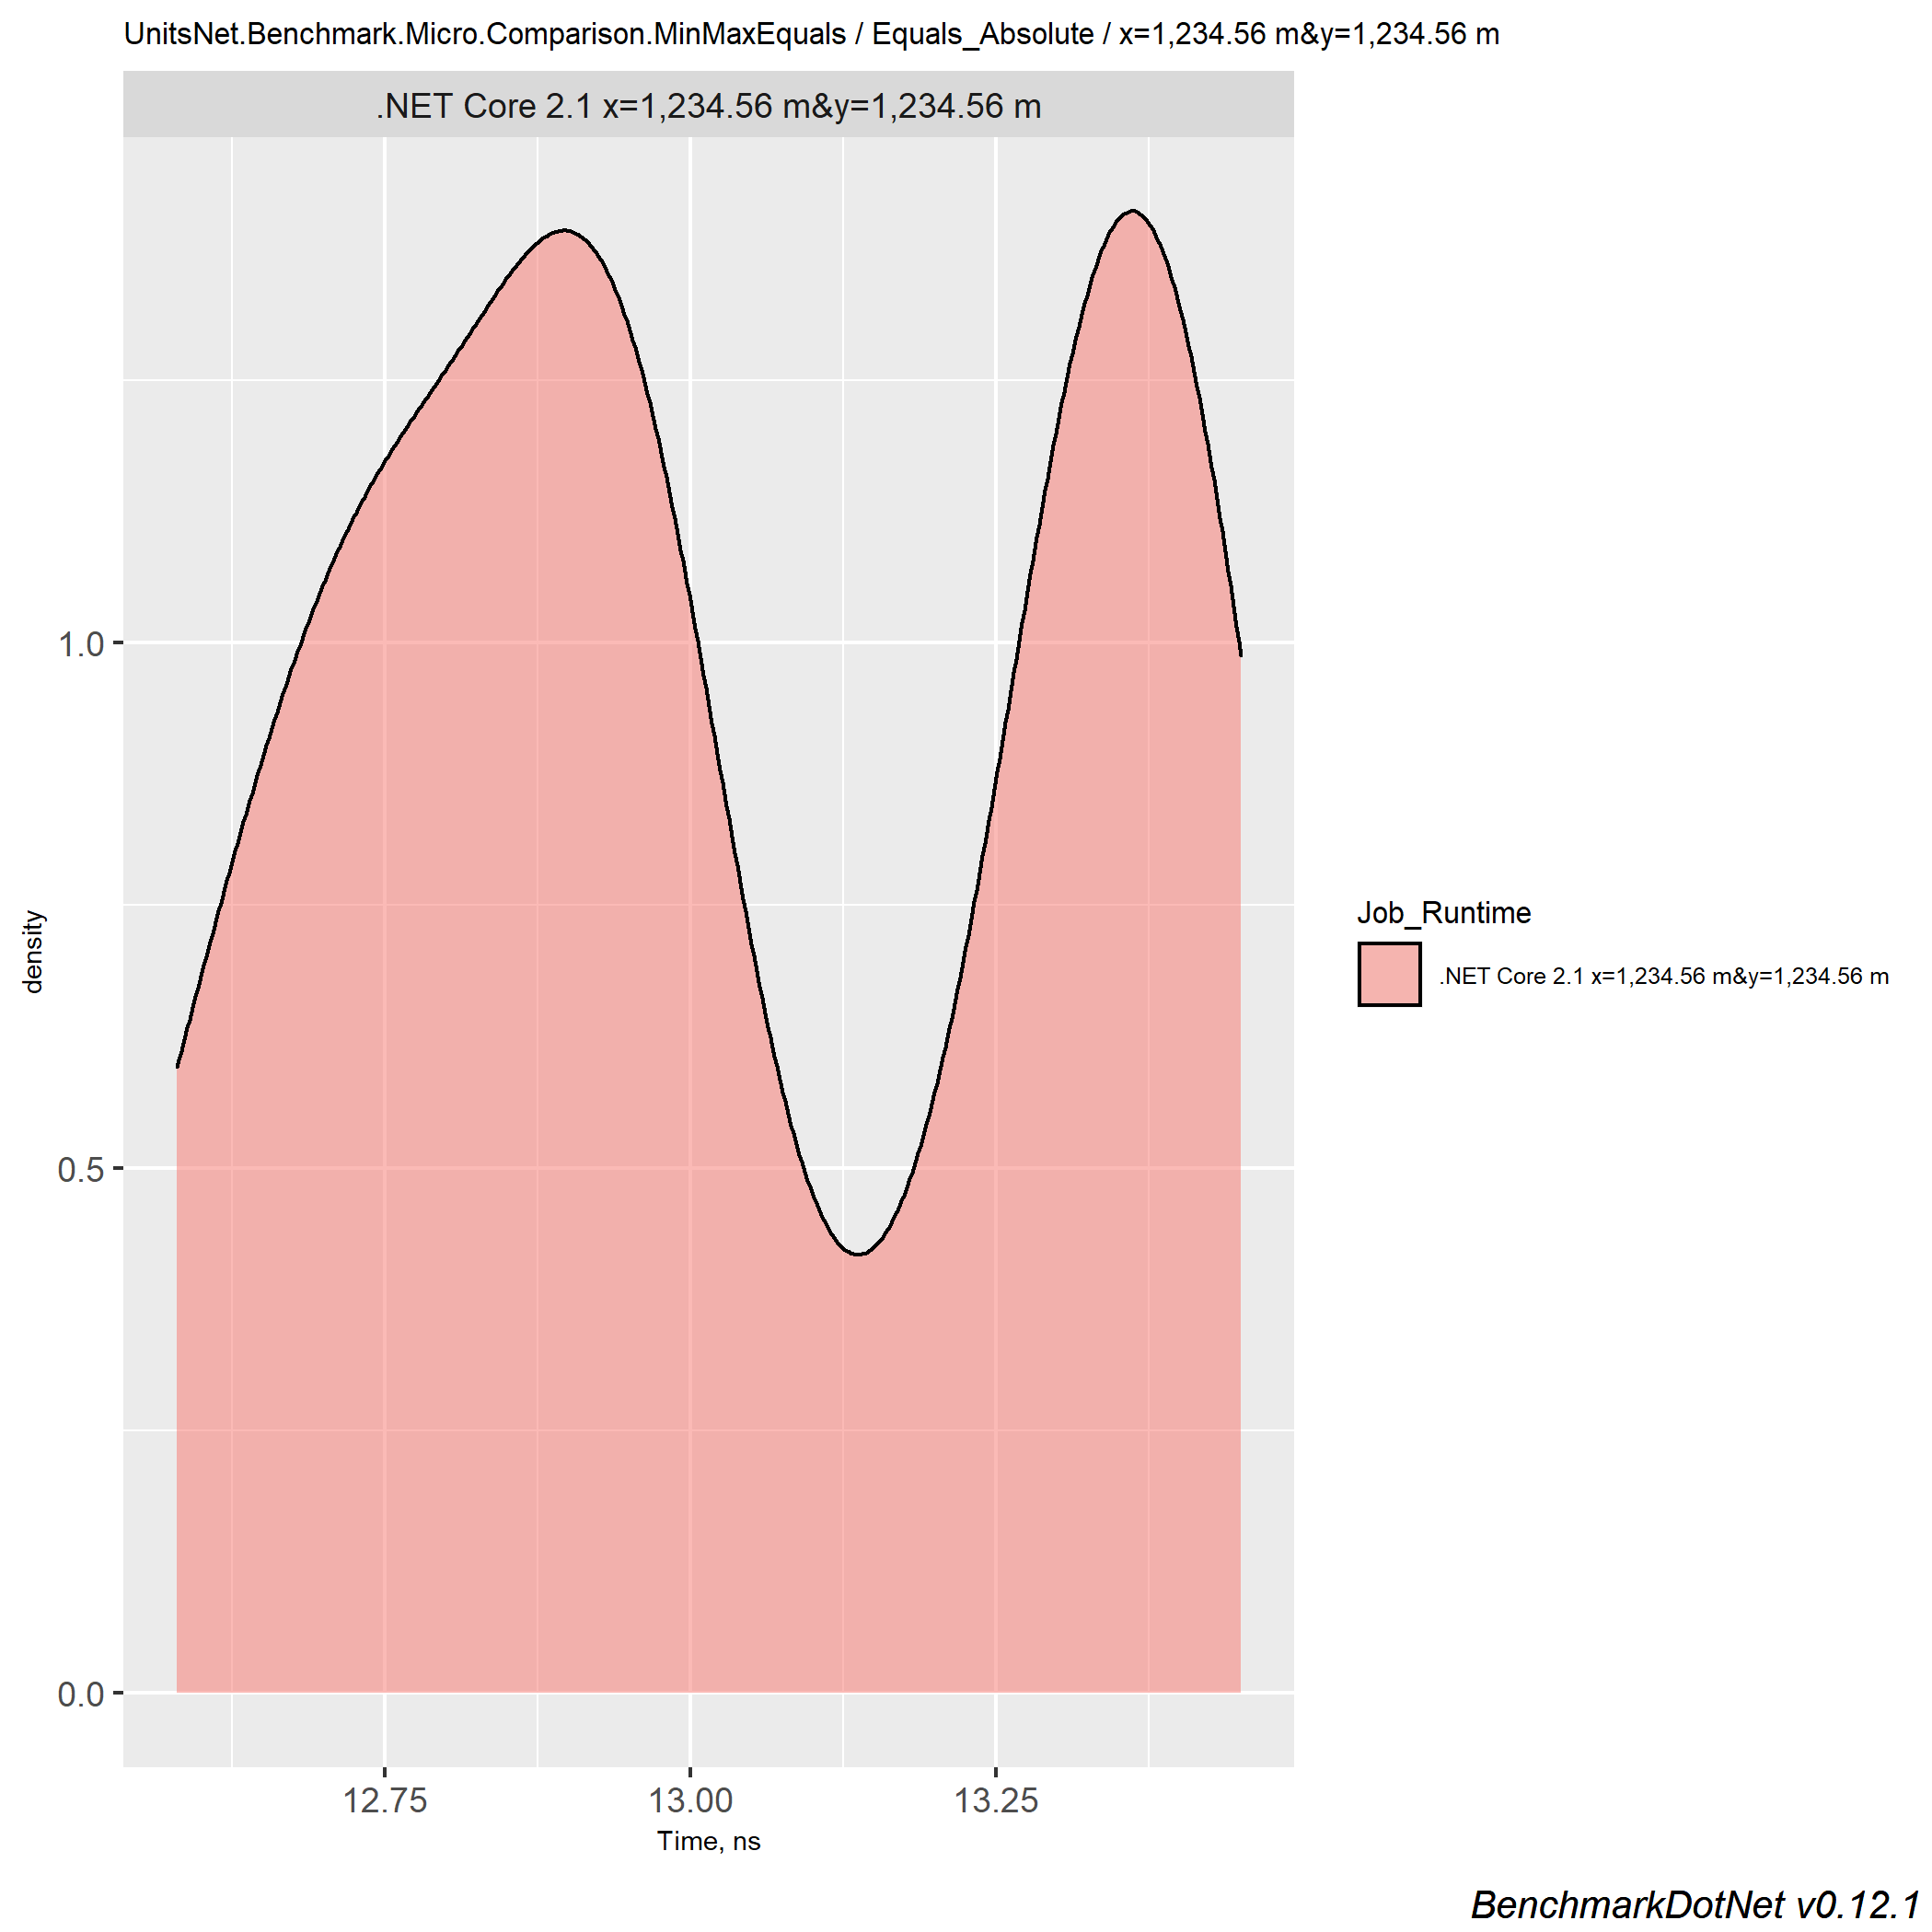 UnitsNet.Benchmark.Micro.Comparison.MinMaxEquals / Equals_Absolute / x=1,234.56 m&y=1,234.56 m
.NET Core 2.1 x=1,234.56 m&y=1,234.56 m
1.0
0.5
0.0
density
12.75 13.00 13.25
Time, ns
Job_Runtime
.NET Core 2.1 x=1,234.56 m&y=1,234.56 m
BenchmarkDotNet v0.12.1